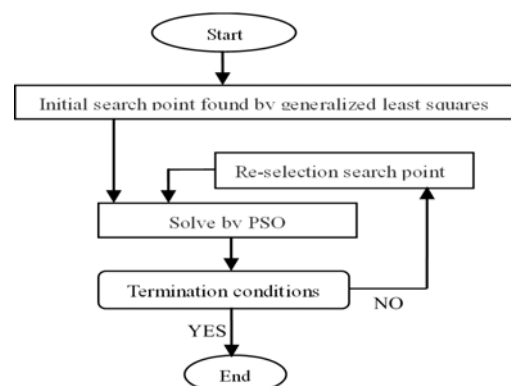 Start
Initial search point found by generalized least squares
Re-selection search point
Solve by PSO
Termination conditions
NO
YES
End